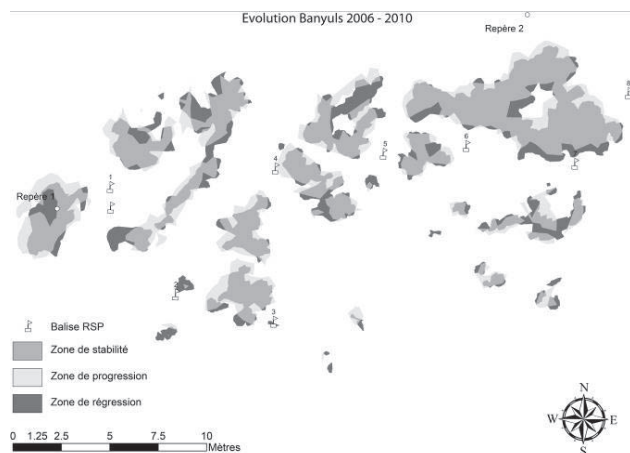 Evolution Banyuls 2006 - 2010
Repère 2
8
6
5
4
1
Repère 1
3
Balise RSP
Zone de stabilité
Zone de progression
Zone de régression
0 1.25 2.5 5 7.5 10
Mètres
N
W E
S